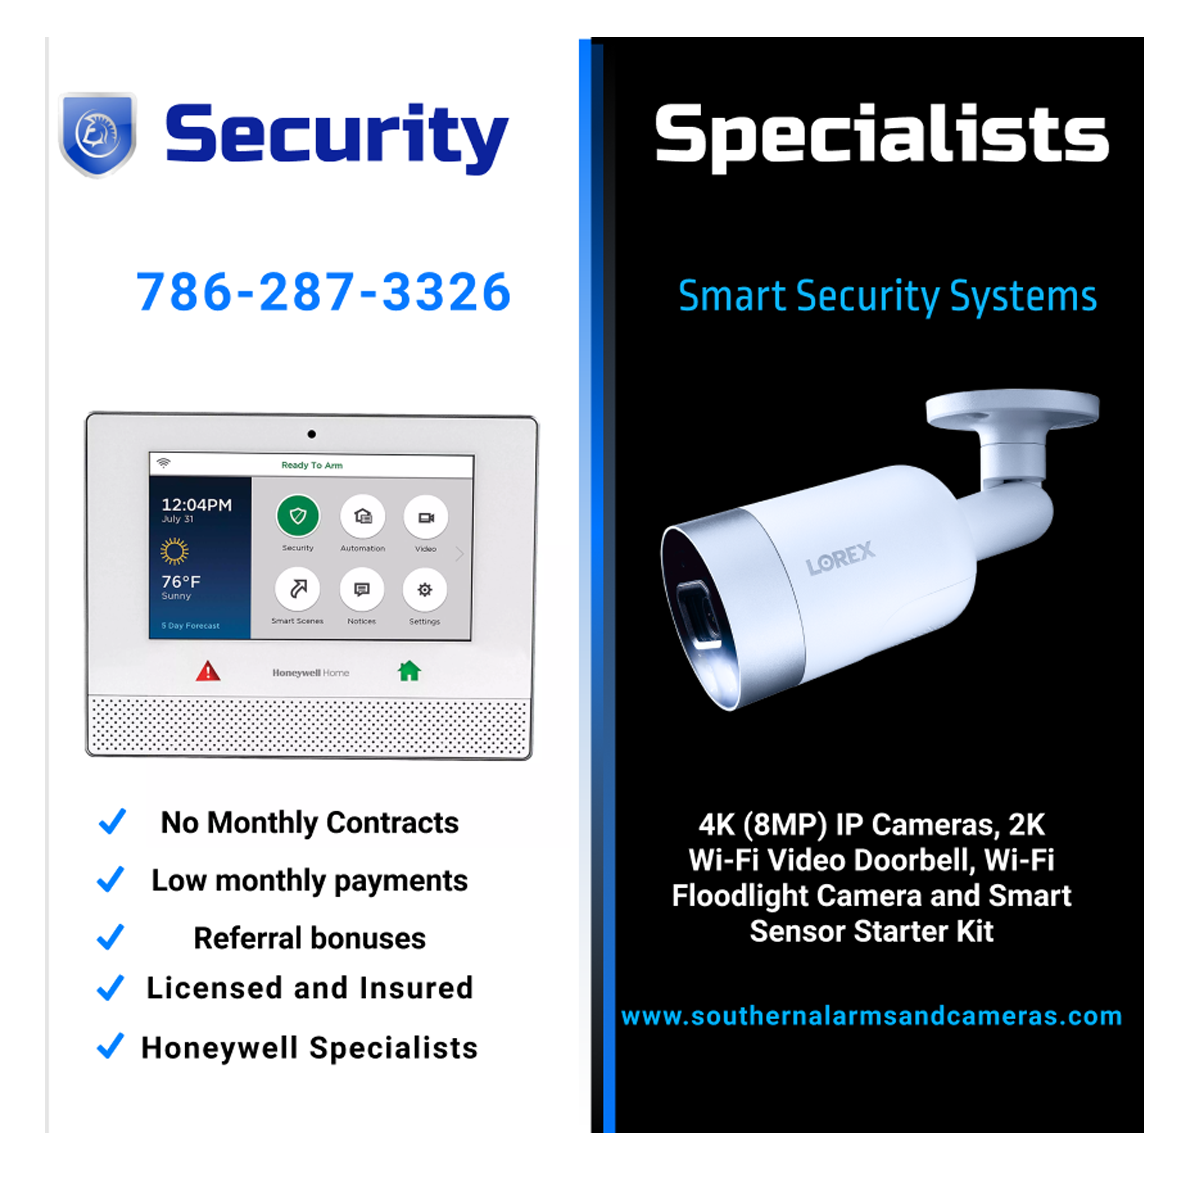 Security
Specialists
786-287-3326
Smart Security Systems
Ready To Arm
12:04PM
July 31
76°F
Sunny
5 Day Forecast
Security
Automation
Video
Smart Scenes
Notices
Settings
Honeywell Home
LOREX
No Monthly Contracts
Low monthly payments
Referral bonuses
Licensed and Insured
Honeywell Specialists
4K (8MP) IP Cameras, 2K
Wi-Fi Video Doorbell, Wi-Fi
Floodlight Camera and Smart
Sensor Starter Kit
www.southernalarmsandcameras.com